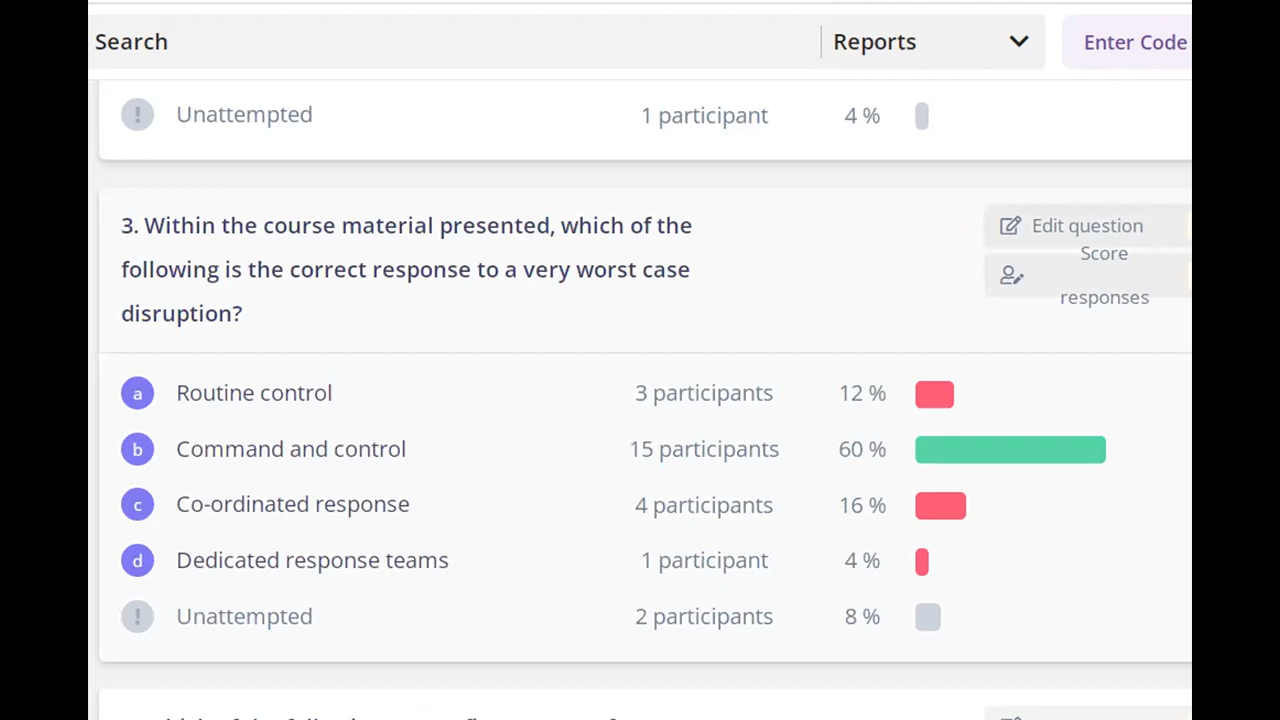 Search Reports Enter Code
! Unattempted 1 participant 4 %
3. Within the course material presented, which of the
following is the correct response to a very worst case
disruption?
Edit question
Score
responses
a Routine control 3 participants 12 %
b Command and control 15 participants 60 %
c Co-ordinated response 4 participants 16 %
d Dedicated response teams 1 participant 4 %
! Unattempted 2 participants 8 %